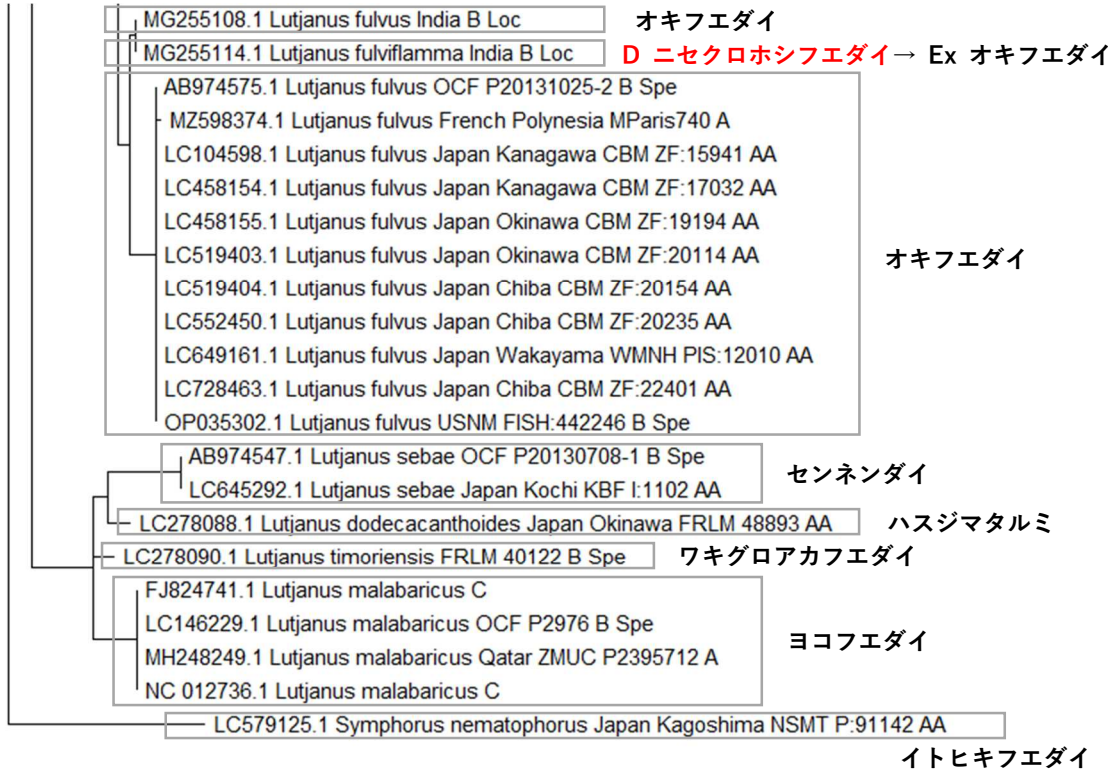 MG255108.1 Lutjanus fulvus India B Loc オキフエダイ
MG255114.1 Lutjanus fulviflamma India B Loc D ニセクロホシフエダイ→ Ex オキフエダイ
AB974575.1 Lutjanus fulvus OCF P20131025-2 B Spe
MZ598374.1 Lutjanus fulvus French Polynesia MParis740 A
LC104598.1 Lutjanus fulvus Japan Kanagawa CBM ZF:15941 AA
LC458154.1 Lutjanus fulvus Japan Kanagawa CBM ZF:17032 AA
LC458155.1 Lutjanus fulvus Japan Okinawa CBM ZF:19194 AA
LC519403.1 Lutjanus fulvus Japan Okinawa CBM ZF:20114 AA
オキフエダイ
LC519404.1 Lutjanus fulvus Japan Chiba CBM ZF:20154 AA
LC552450.1 Lutjanus fulvus Japan Chiba CBM ZF:20235 AA
LC649161.1 Lutjanus fulvus Japan Wakayama WMNH PIS:12010 AA
LC728463.1 Lutjanus fulvus Japan Chiba CBM ZF:22401 AA
OP035302.1 Lutjanus fulvus USNM FISH:442246 B Spe
AB974547.1 Lutjanus sebae OCF P20130708-1 B Spe
センネンダイ
LC645292.1 Lutjanus sebae Japan Kochi KBF I:1102 AA
LC278088.1 Lutjanus dodecacanthoides Japan Okinawa FRLM 48893 AA ハスジマタルミ
LC278090.1 Lutjanus timoriensis FRLM 40122 B Spe ワキグロアカフエダイ
FJ824741.1 Lutjanus malabaricus C
LC146229.1 Lutjanus malabaricus OCF P2976 B Spe
ヨコフエダイ
MH248249.1 Lutjanus malabaricus Qatar ZMUC P2395712 A
NC 012736.1 Lutjanus malabaricus C
LC579125.1 Symphorus nematophorus Japan Kagoshima NSMT P:91142 AA
イトヒキフエダイ